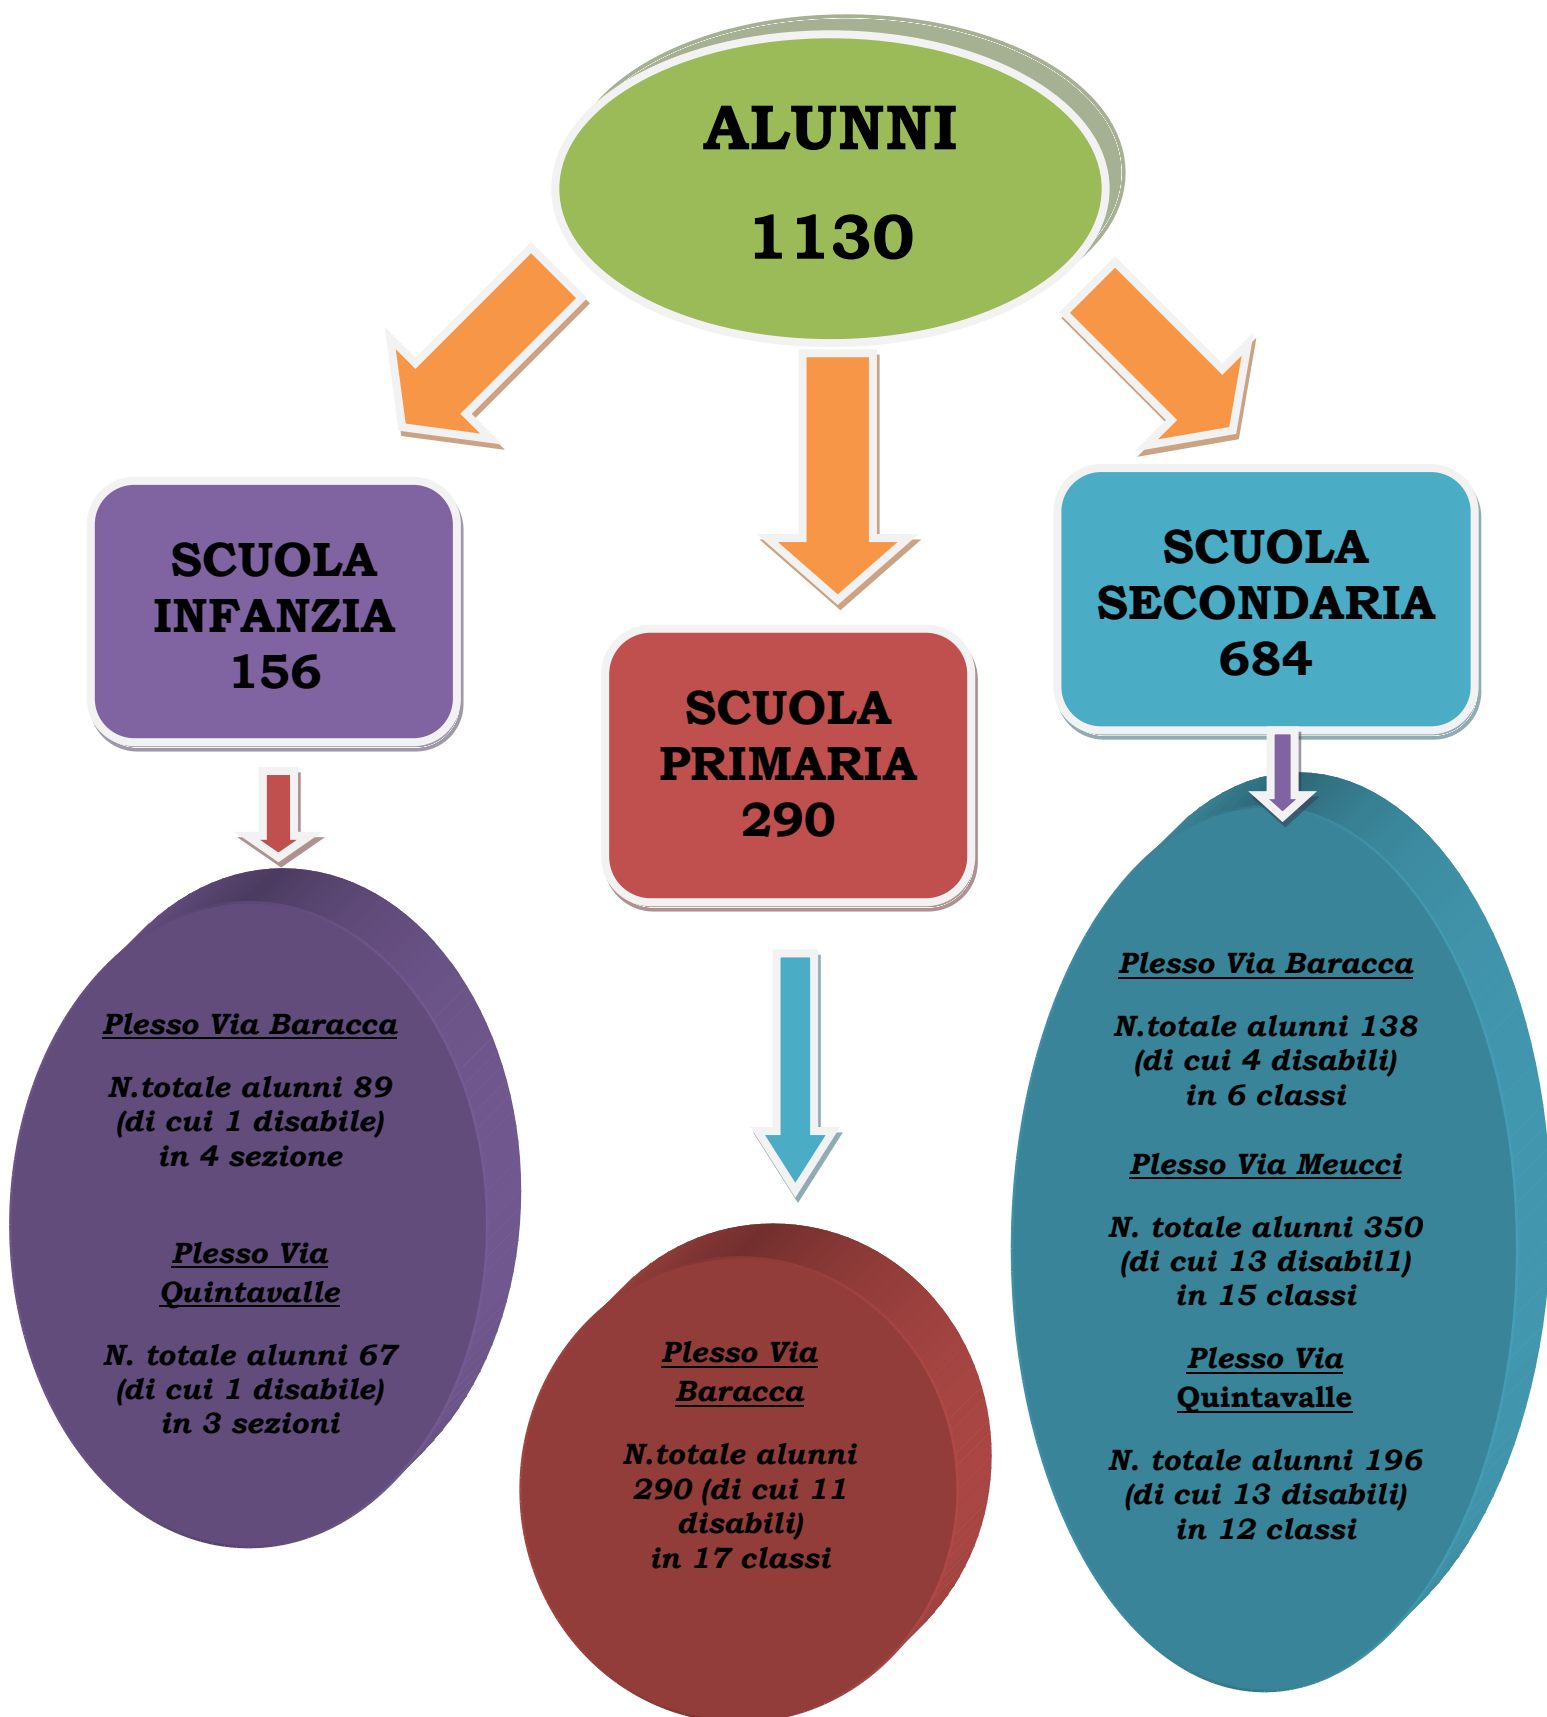 ALUNNI
1130
SCUOLA
INFANZIA
156
SCUOLA
PRIMARIA
290
SCUOLA
SECONDARIA
684
Plesso Via Baracca
N.totale alunni 89
(di cui 1 disabile)
in 4 sezione
Plesso Via
Quintavalle
N. totale alunni 67
(di cui 1 disabile)
in 3 sezioni
Plesso Via
Baracca
N.totale alunni
290 (di cui 11
disabili)
in 17 classi
Plesso Via Baracca
N.totale alunni 138
(di cui 4 disabili)
in 6 classi
Plesso Via Meucci
N. totale alunni 350
(di cui 13 disabil1)
in 15 classi
Plesso Via
Quintavalle
N. totale alunni 196
(di cui 13 disabili)
in 12 classi